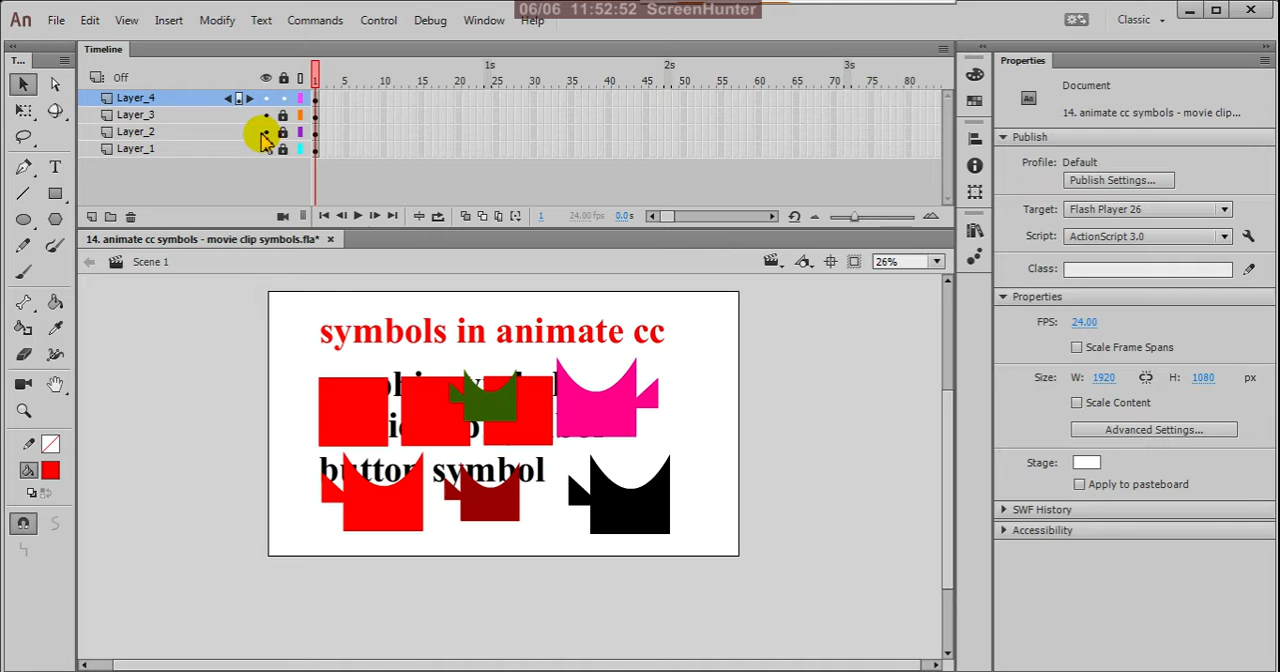 06/06 11:52:52 ScreenHunter
An File Edit View Insert Modify Text Commands Control Debug Window Help Classic
T...
Timeline
Properties
Off
1s 2s 3s
1 5 10 15 20 25 30 35 40 45 50 55 60 65 70 75 80
Layer_4
Layer_3
Layer_2
Layer_1
1 24.00 fps 0.0 s
14. animate cc symbols - movie clip symbols.fla*
Scene 1
26%
symbols in animate cc
button symbol
An
Document
14. animate cc symbols - movie clip...
Publish
Profile: Default
Publish Settings...
Target: Flash Player 26
Script: ActionScript 3.0
Class:
Properties
FPS: 24.00
Scale Frame Spans
Size: W: 1920 H: 1080 px
Scale Content
Advanced Settings...
Stage:
Apply to pasteboard
SWF History
Accessibility